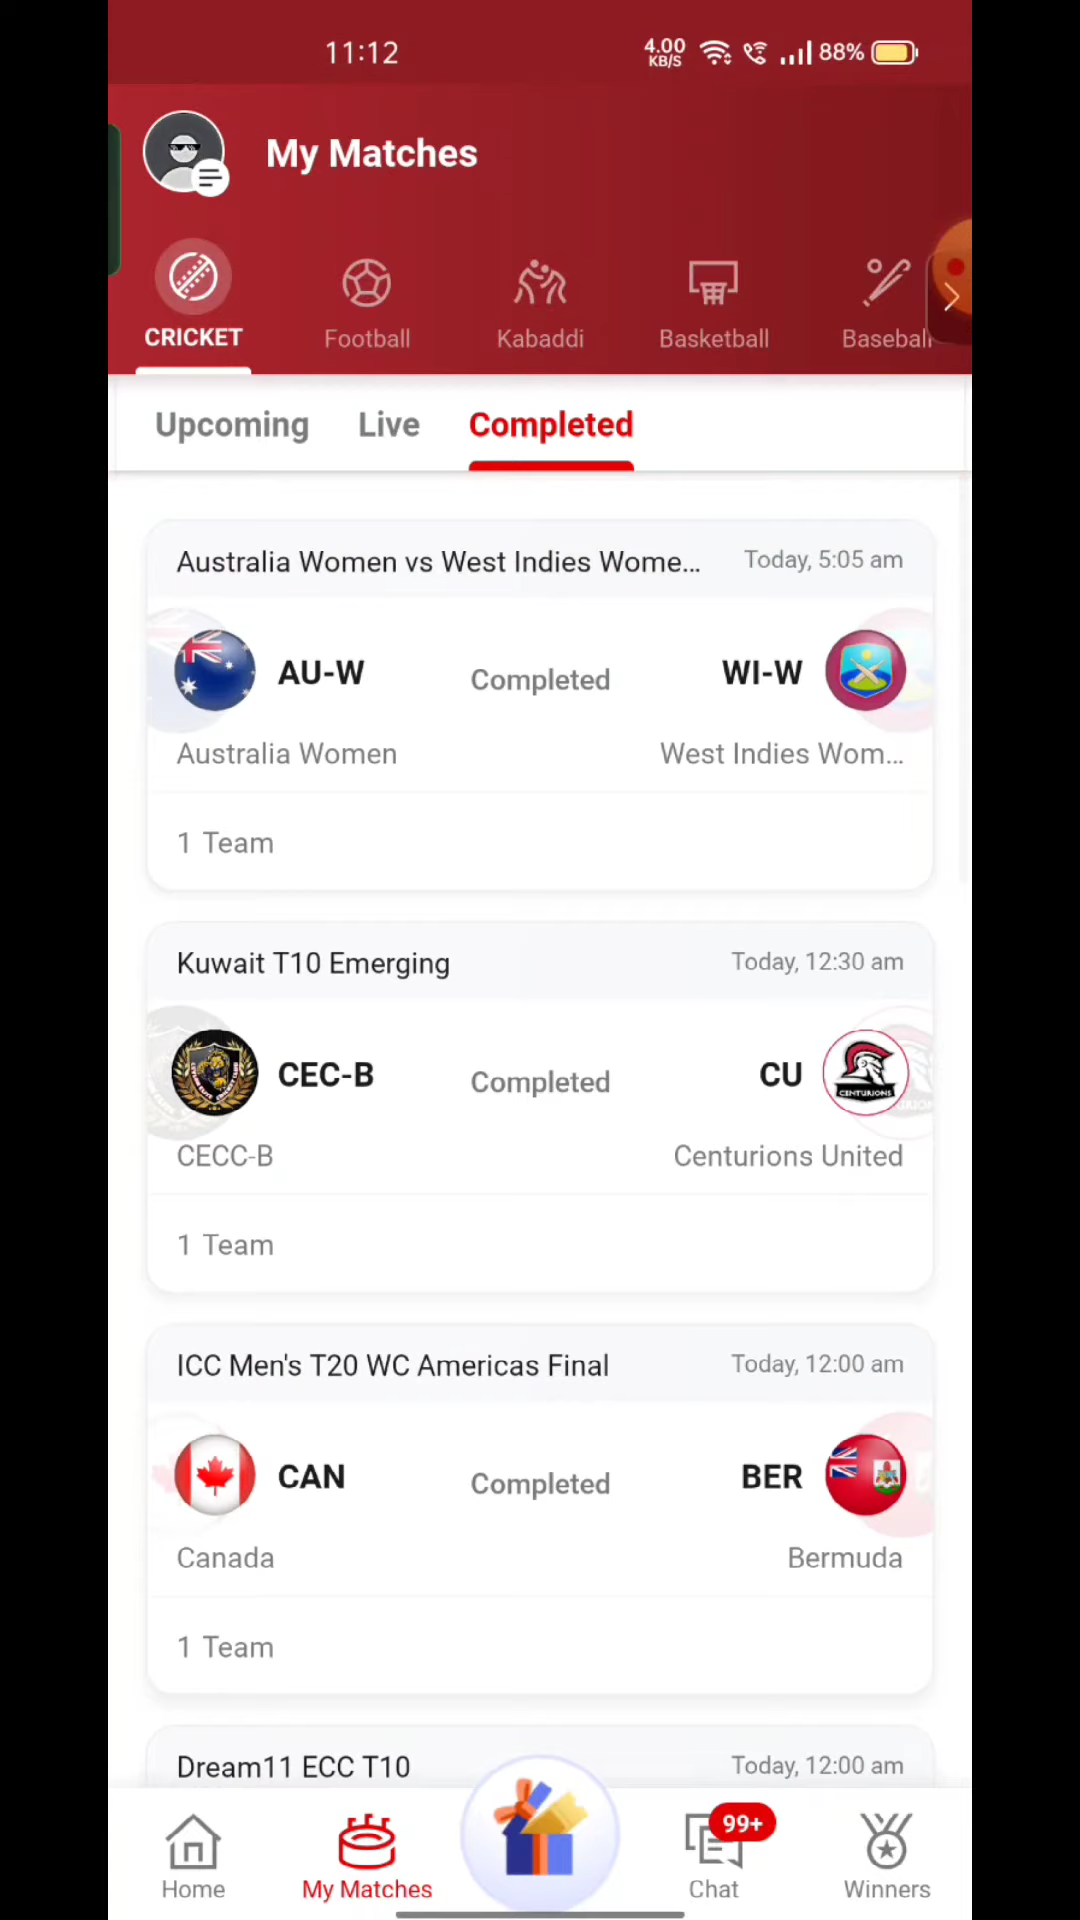 11:12
4.00
KB/S
88%
My Matches
CRICKET
Football
Kabaddi
Basketball
Baseball
Upcoming
Live
Completed
Australia Women vs West Indies Wome...
Today, 5:05 am
AU-W
Completed
WI-W
Australia Women
West Indies Wom...
1 Team
Kuwait T10 Emerging
Today, 12:30 am
CEC-B
Completed
CU
CENTURIONS
CECC-B
Centurions United
1 Team
ICC Men's T20 WC Americas Final
Today, 12:00 am
CAN
Completed
BER
Canada
Bermuda
1 Team
Dream11 ECC T10
Today, 12:00 am
99+
Home
My Matches
Chat
Winners